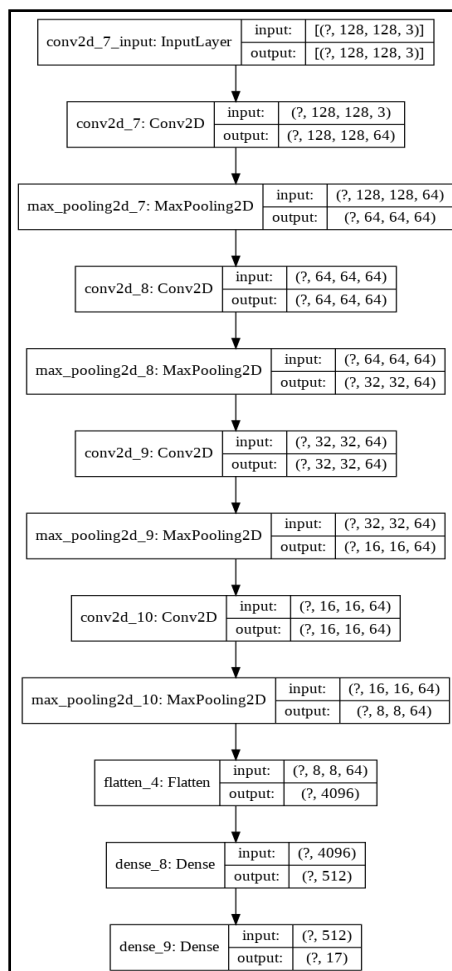 conv2d_7_input: InputLayer
input: [(?, 128, 128, 3)]
output: [(?, 128, 128, 3)]
conv2d_7: Conv2D
input: (?, 128, 128, 3)
output: (?, 128, 128, 64)
max_pooling2d_7: MaxPooling2D
input: (?, 128, 128, 64)
output: (?, 64, 64, 64)
conv2d_8: Conv2D
input: (?, 64, 64, 64)
output: (?, 64, 64, 64)
max_pooling2d_8: MaxPooling2D
input: (?, 64, 64, 64)
output: (?, 32, 32, 64)
conv2d_9: Conv2D
input: (?, 32, 32, 64)
output: (?, 32, 32, 64)
max_pooling2d_9: MaxPooling2D
input: (?, 32, 32, 64)
output: (?, 16, 16, 64)
conv2d_10: Conv2D
input: (?, 16, 16, 64)
output: (?, 16, 16, 64)
max_pooling2d_10: MaxPooling2D
input: (?, 16, 16, 64)
output: (?, 8, 8, 64)
flatten_4: Flatten
input: (?, 8, 8, 64)
output: (?, 4096)
dense_8: Dense
input: (?, 4096)
output: (?, 512)
dense_9: Dense
input: (?, 512)
output: (?, 17)